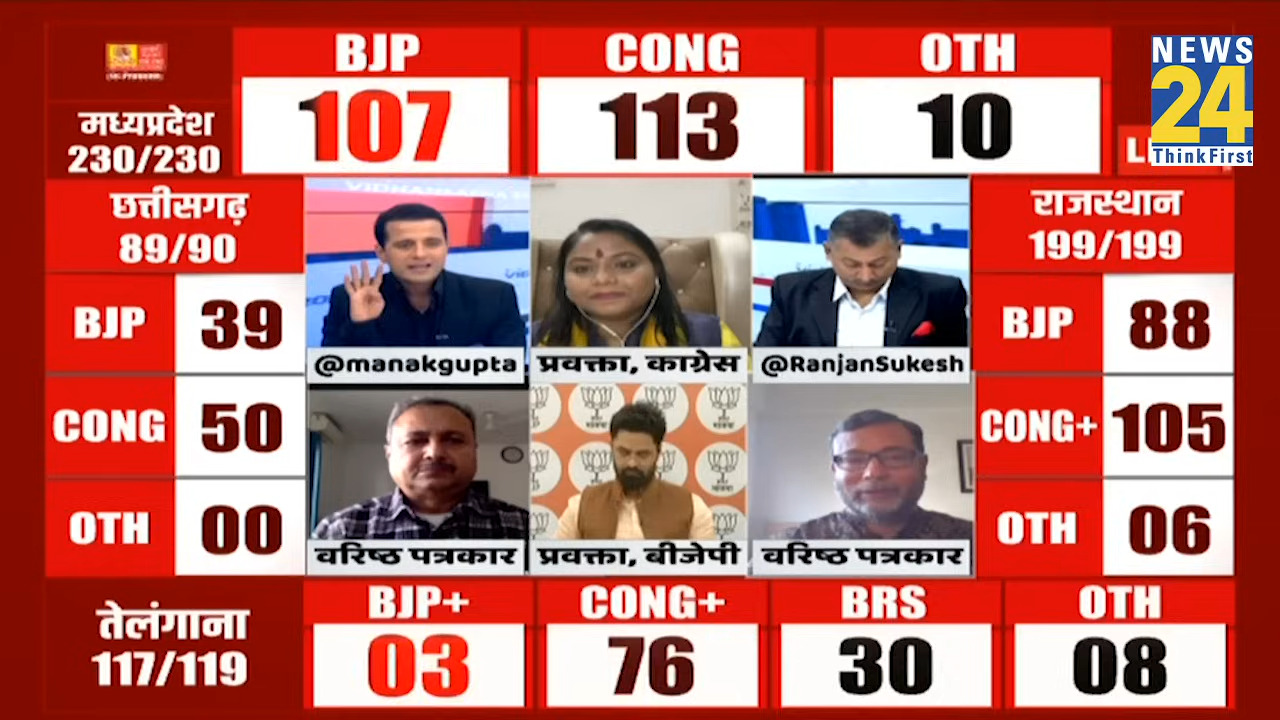 BJP
CONG
OTH
NEWS
24
ThinkFirst
मध्यप्रदेश
230/230
107
113
10
छत्तीसगढ़
89/90
BJP
39
CONG
50
OTH
00
@manakgupta
प्रवक्ता, काग्रेस
@RanjanSukesh
वरिष्ठ पत्रकार
प्रवक्ता, बीजेपी
वरिष्ठ पत्रकार
राजस्थान
199/199
BJP
88
CONG+
105
OTH
06
तेलंगाना
117/119
BJP+
CONG+
BRS
OTH
03
76
30
08